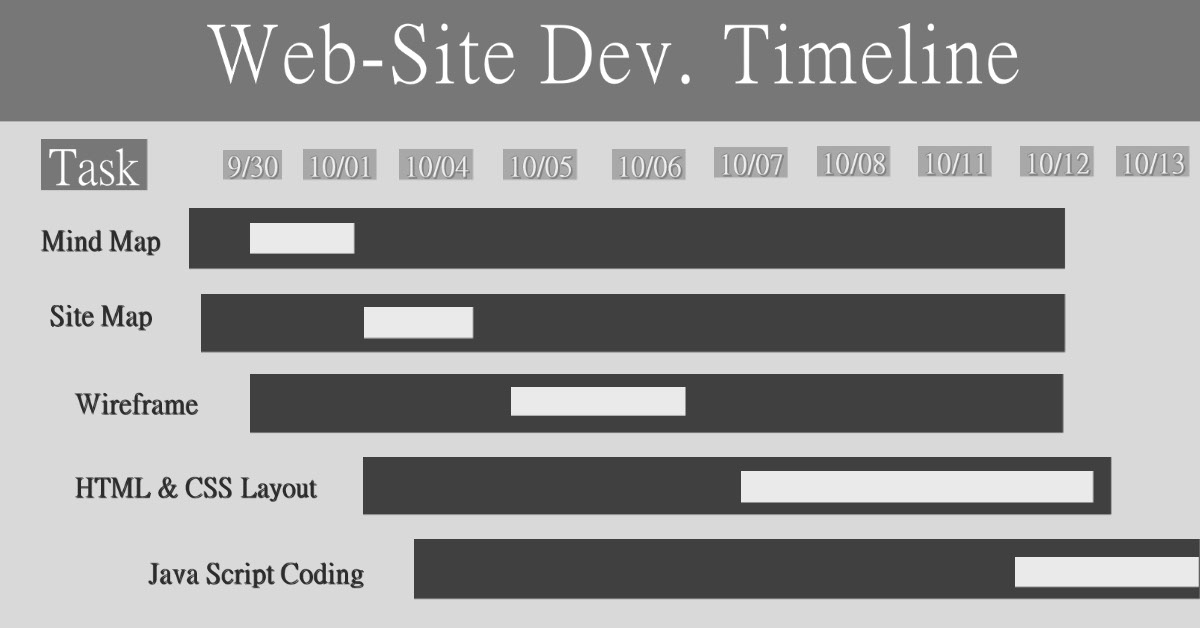 Web-Site Dev. Timeline
Task 9/30 10/01 10/04 10/05 10/06 10/07 10/08 10/11 10/12 10/13
Mind Map
Site Map
Wireframe
HTML & CSS Layout
Java Script Coding